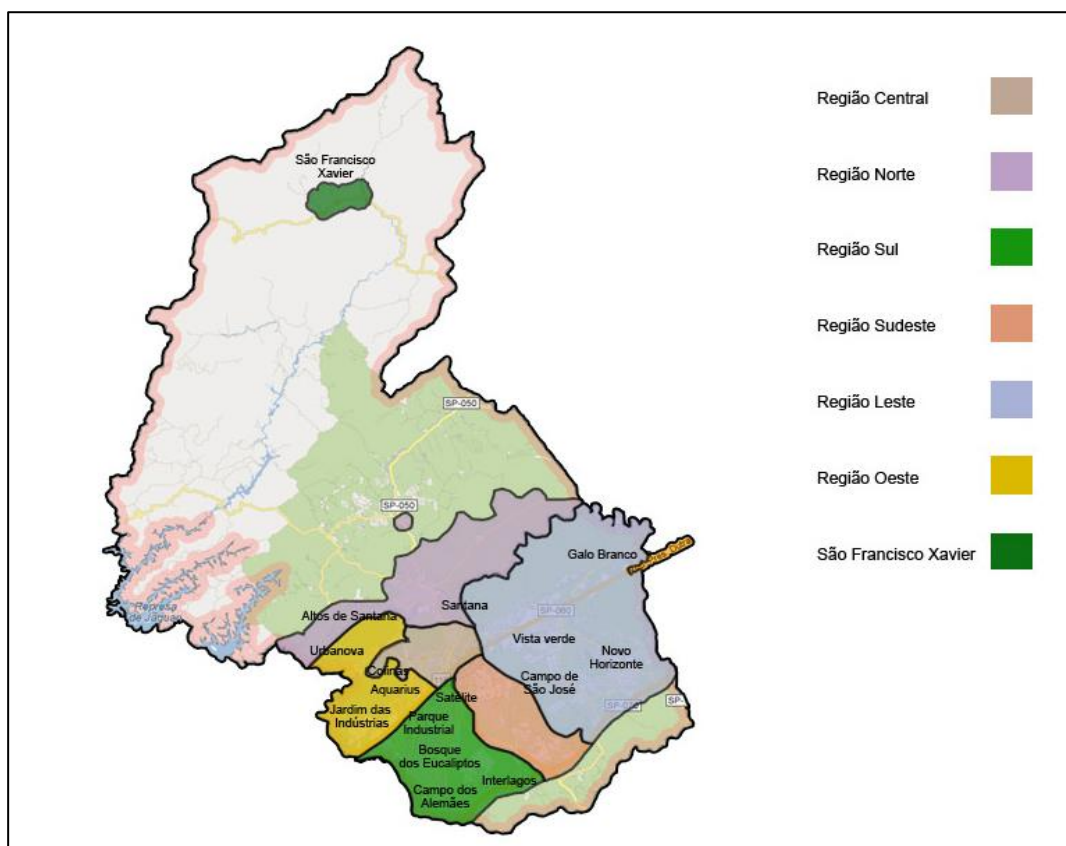 São Francisco
Xavier
SP-050
SP-050
Galo Branco
Altos de Santana
Santana
SP-060
Represa
de Jaguari
Urbanova
Vista verde
Novo
Horizonte
Colinas
Aquarius
Satélite
Campo de
São José
Jardim das
Indústrias
Parque
Industrial
Bosque
dos Eucaliptos
Interlagos
Campo dos
Alemães
SP-
Região Central
Região Norte
Região Sul
Região Sudeste
Região Leste
Região Oeste
São Francisco Xavier